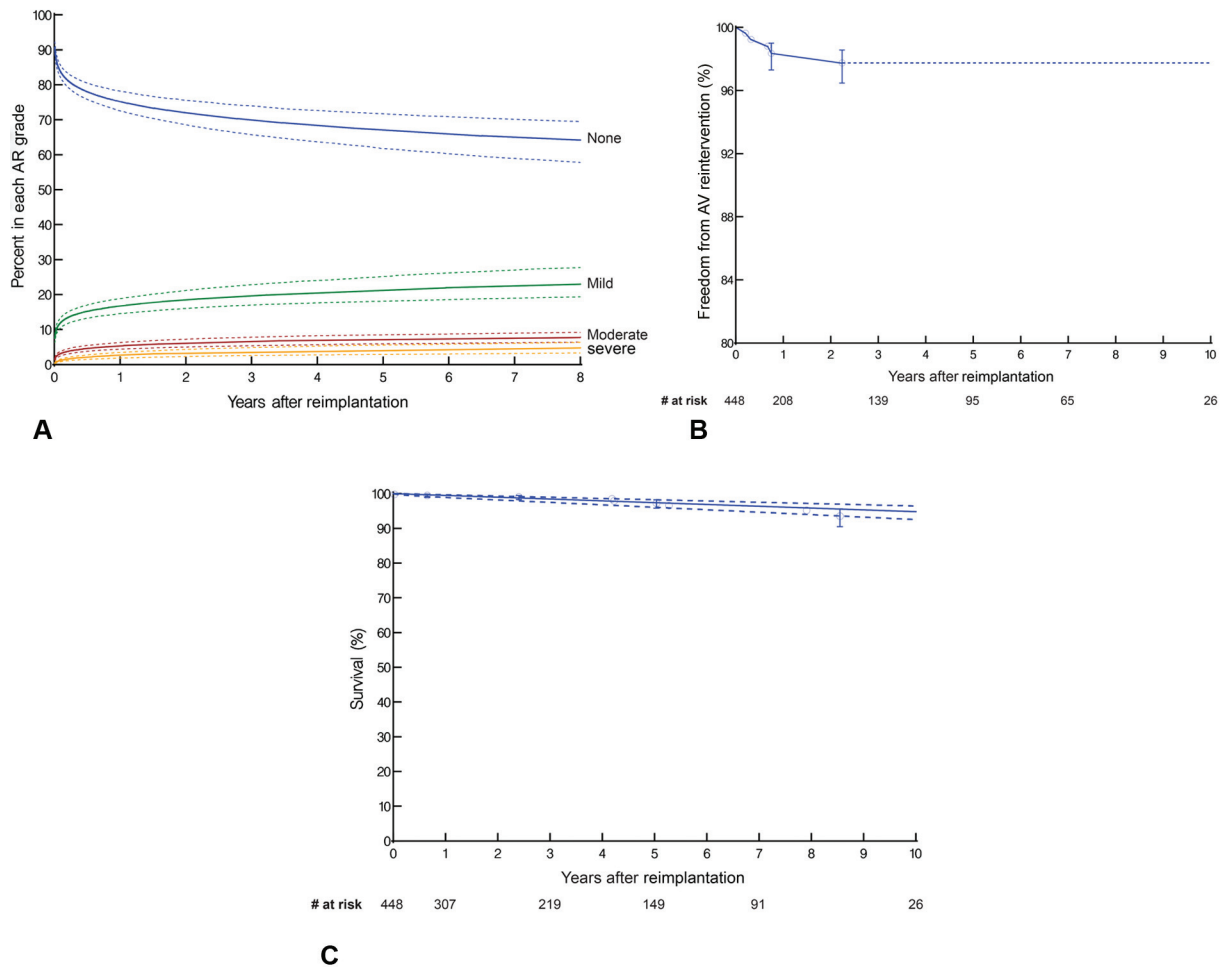 Percent in each AR grade
100
90
80
70
60
50
40
30
20
10
0
None
Mild
Moderate
severe
0 1 2 3 4 5 6 7 8
Years after reimplantation
A
Freedom from AV reintervention (%)
100
96
92
88
84
80
0 1 2 3 4 5 6 7 8 9 10
Years after reimplantation
# at risk 448 208 139 95 65 26
B
Survival (%)
100
90
80
70
60
50
40
30
20
10
0
0 1 2 3 4 5 6 7 8 9 10
Years after reimplantation
# at risk 448 307 219 149 91 26
C